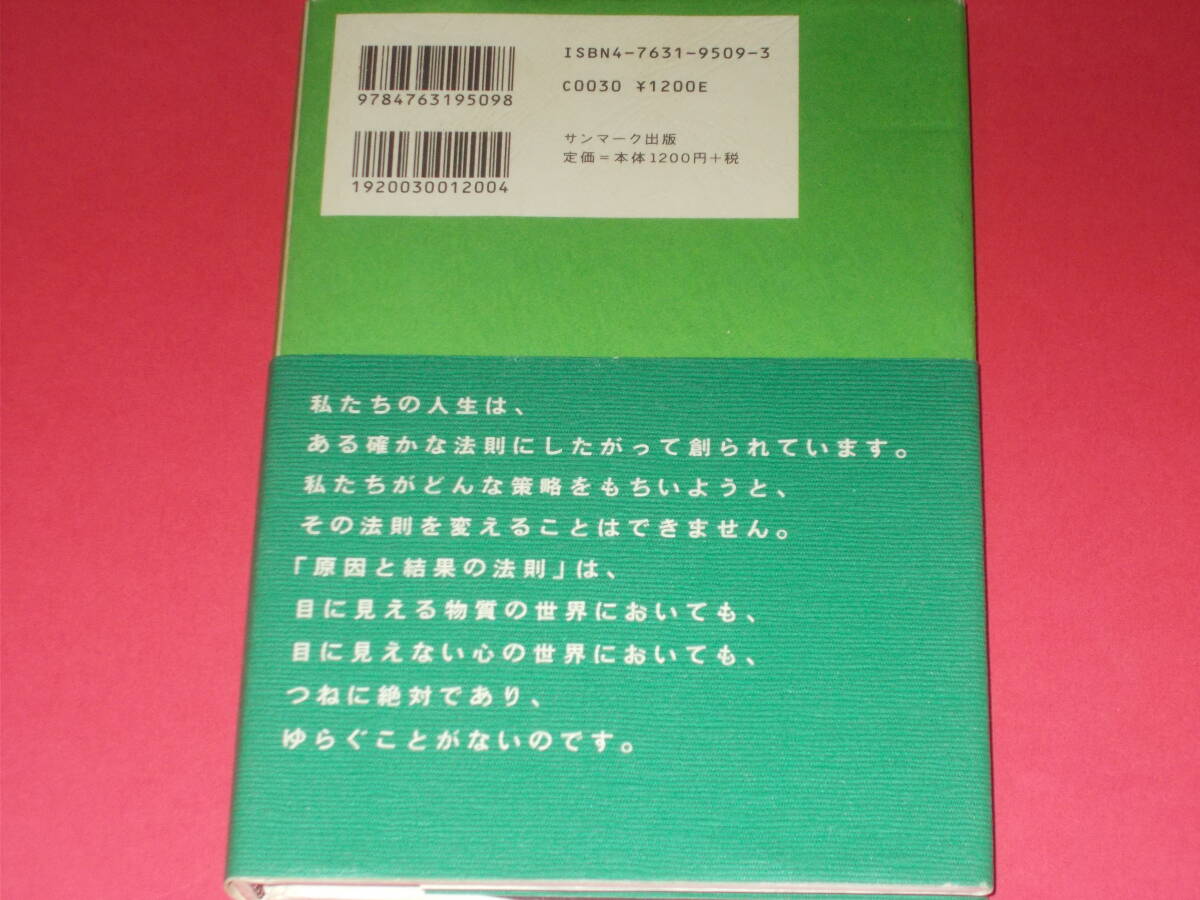 ISBN4-7631-9509-3
9784763195098
C0030 ¥1200E
サンマーク出版
定価=本体1200円+税
1920030012004
私たちの人生は、
ある確かな法則にしたがって創られています。
私たちがどんな策略をもちいようと、
その法則を変えることはできません。
「原因と結果の法則」は、
目に見える物質の世界においても、
目に見えない心の世界においても、
つねに絶対であり、
ゆらぐことがないのです。